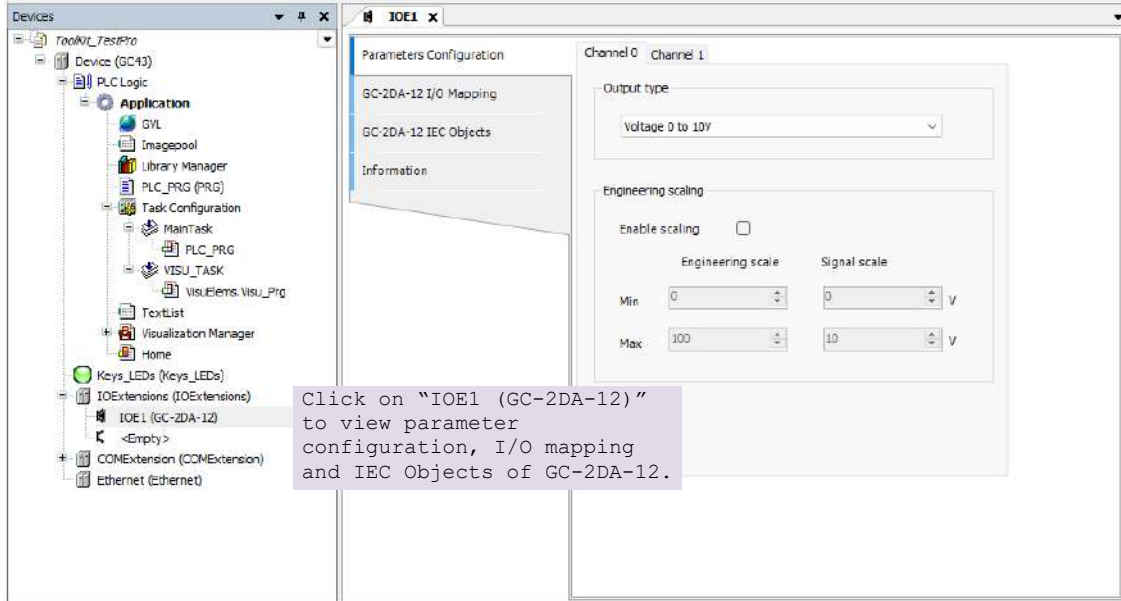 Devices
IOE1 X
Toolkit_TestPro
Device (GC43)
PLC Logic
Application
GVL
Imagepool
Library Manager
PLC_PRG (PRG)
Task Configuration
MainTask
PLC_PRG
VISU_TASK
VisuElems.Visu_Prg
TextList
Visualization Manager
Home
Keys_LEDs (Keys_LEDs)
IOExtensions (IOExtensions)
IOE1 (GC-2DA-12)
<Empty>
COMExtension (COMExtension)
Ethernet (Ethernet)
Parameters Configuration
GC-2DA-12 I/O Mapping
GC-2DA-12 IEC Objects
Information
Channel 0 Channel 1
Output type
Voltage 0 to 10V
Engineering scaling
Enable scaling
Engineering scale Signal scale
Min 0 0 V
Max 100 10 V
Click on “IOE1 (GC-2DA-12)”
to view parameter
configuration, I/O mapping
and IEC Objects of GC-2DA-12.